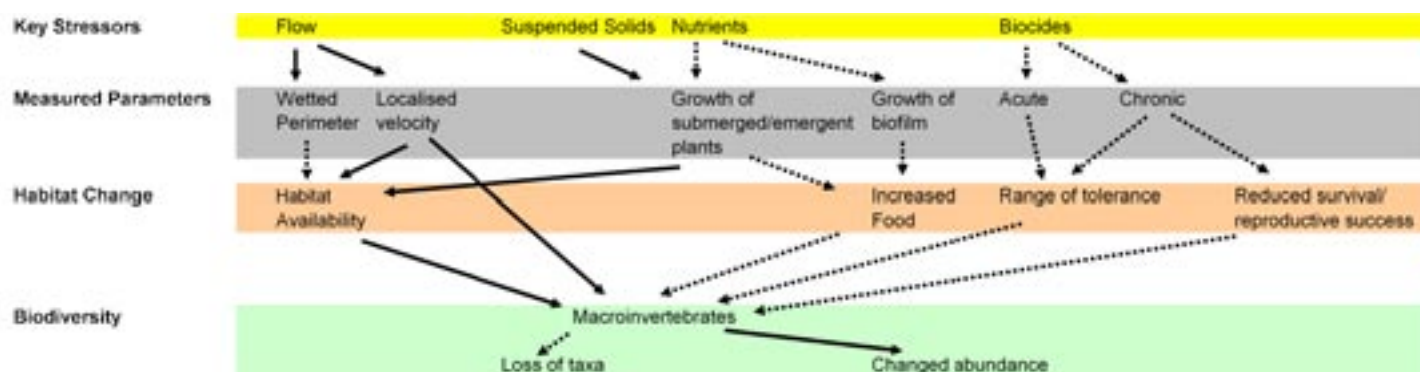 Key Stressors
Flow
Suspended Solids
Nutrients
Biocides
Measured Parameters
Wetted
Perimeter
Localised
velocity
Growth of
submerged/emergent
plants
Growth of
biofilm
Acute
Chronic
Habitat Change
Habitat
Availability
Increased
Food
Range of tolerance
Reduced survival/
reproductive success
Biodiversity
Macroinvertebrates
Loss of taxa
Changed abundance